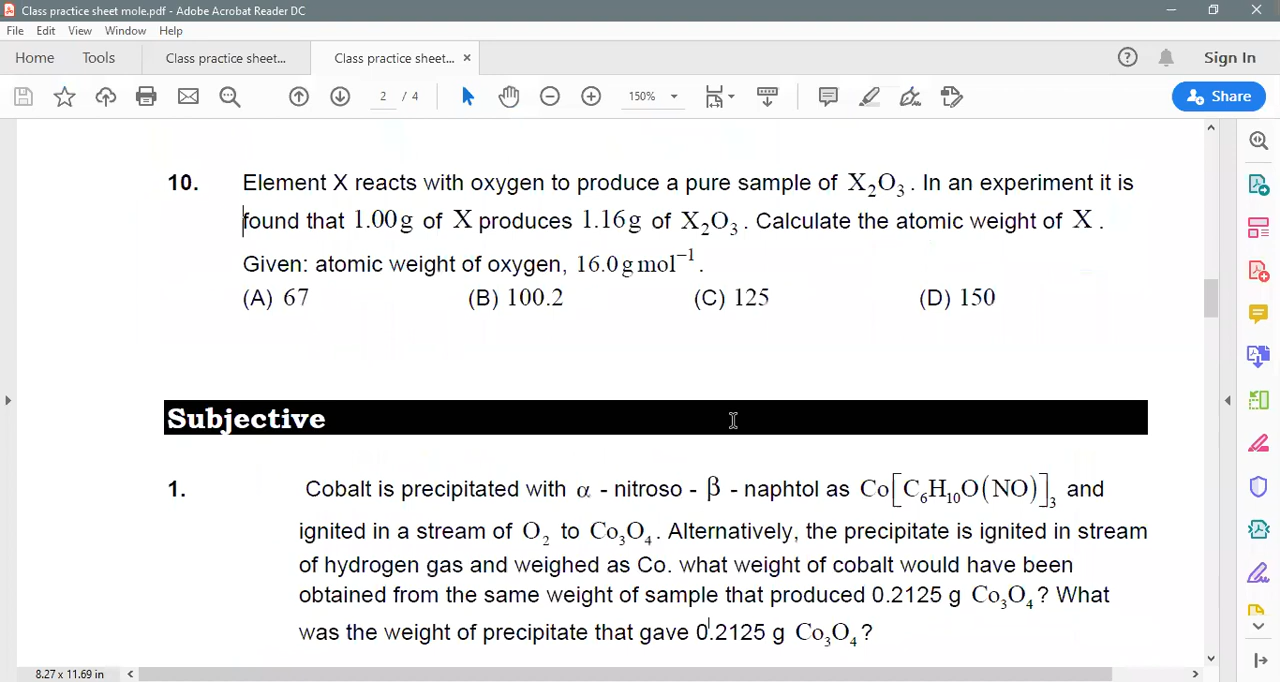 Class practice sheet mole.pdf - Adobe Acrobat Reader DC
File Edit View Window Help
Home Tools Class practice sheet... Class practice sheet... × Sign In
2 / 4 150% Share
10. Element X reacts with oxygen to produce a pure sample of X₂O₃. In an experiment it is
found that 1.00g of X produces 1.16g of X₂O₃. Calculate the atomic weight of X.
Given: atomic weight of oxygen, 16.0g mol⁻¹.
(A) 67 (B) 100.2 (C) 125 (D) 150
Subjective
1. Cobalt is precipitated with α - nitroso - β - naphtol as Co[C₆H₁₀O(NO)]₃ and
ignited in a stream of O₂ to Co₃O₄. Alternatively, the precipitate is ignited in stream
of hydrogen gas and weighed as Co. what weight of cobalt would have been
obtained from the same weight of sample that produced 0.2125 g Co₃O₄? What
was the weight of precipitate that gave 0.2125 g Co₃O₄?
8.27 x 11.69 in